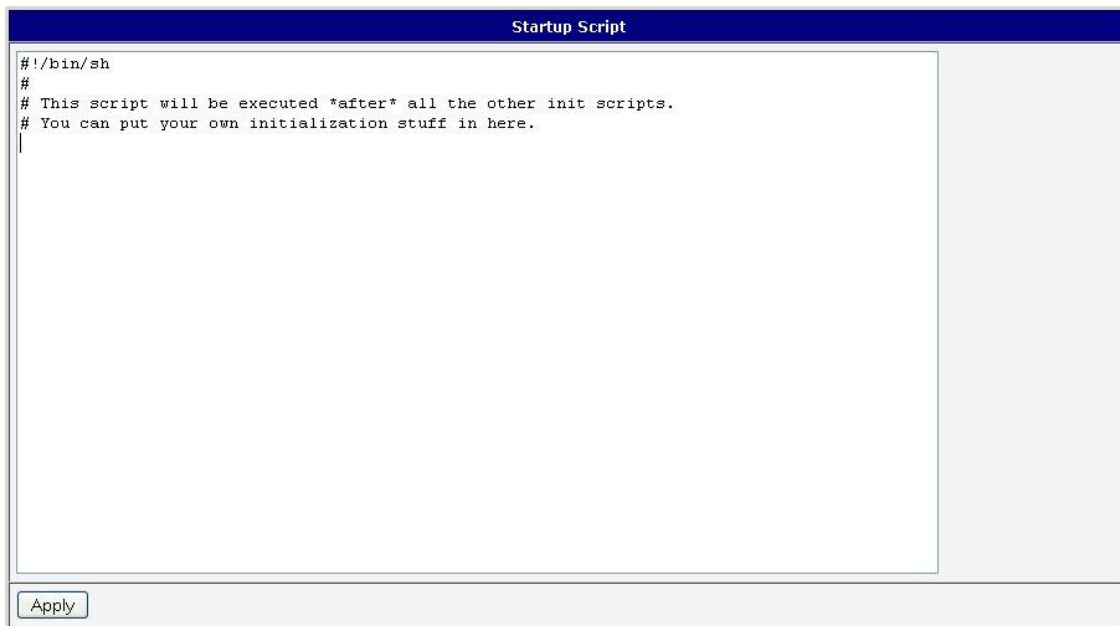 Startup Script
#!/bin/sh
#
# This script will be executed *after* all the other init scripts.
# You can put your own initialization stuff in here.
Apply